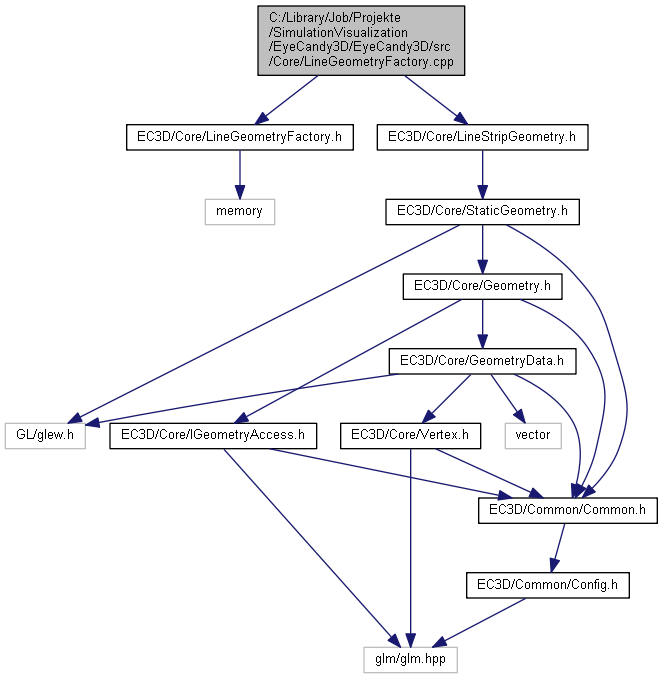 C:/Library/Job/Projekte
/SimulationVisualization
/EyeCandy3D/EyeCandy3D/src
/Core/LineGeometryFactory.cpp
EC3D/Core/LineGeometryFactory.h
EC3D/Core/LineStripGeometry.h
memory
EC3D/Core/StaticGeometry.h
EC3D/Core/Geometry.h
EC3D/Core/GeometryData.h
GL/glew.h
EC3D/Core/IGeometryAccess.h
EC3D/Core/Vertex.h
vector
EC3D/Common/Common.h
EC3D/Common/Config.h
glm/glm.hpp